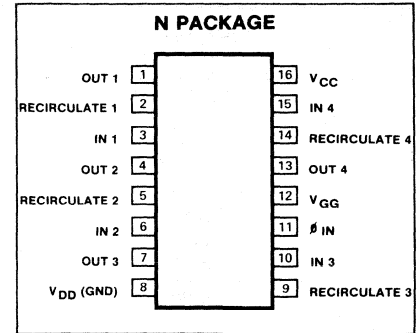 N PACKAGE
OUT 1 1
RECIRCULATE 1 2
IN 1 3
OUT 2 4
RECIRCULATE 2 5
IN 2 6
OUT 3 7
VDD (GND) 8
16 VCC
15 IN 4
14 RECIRCULATE 4
13 OUT 4
12 VGG
11 ø IN
10 IN 3
9 RECIRCULATE 3